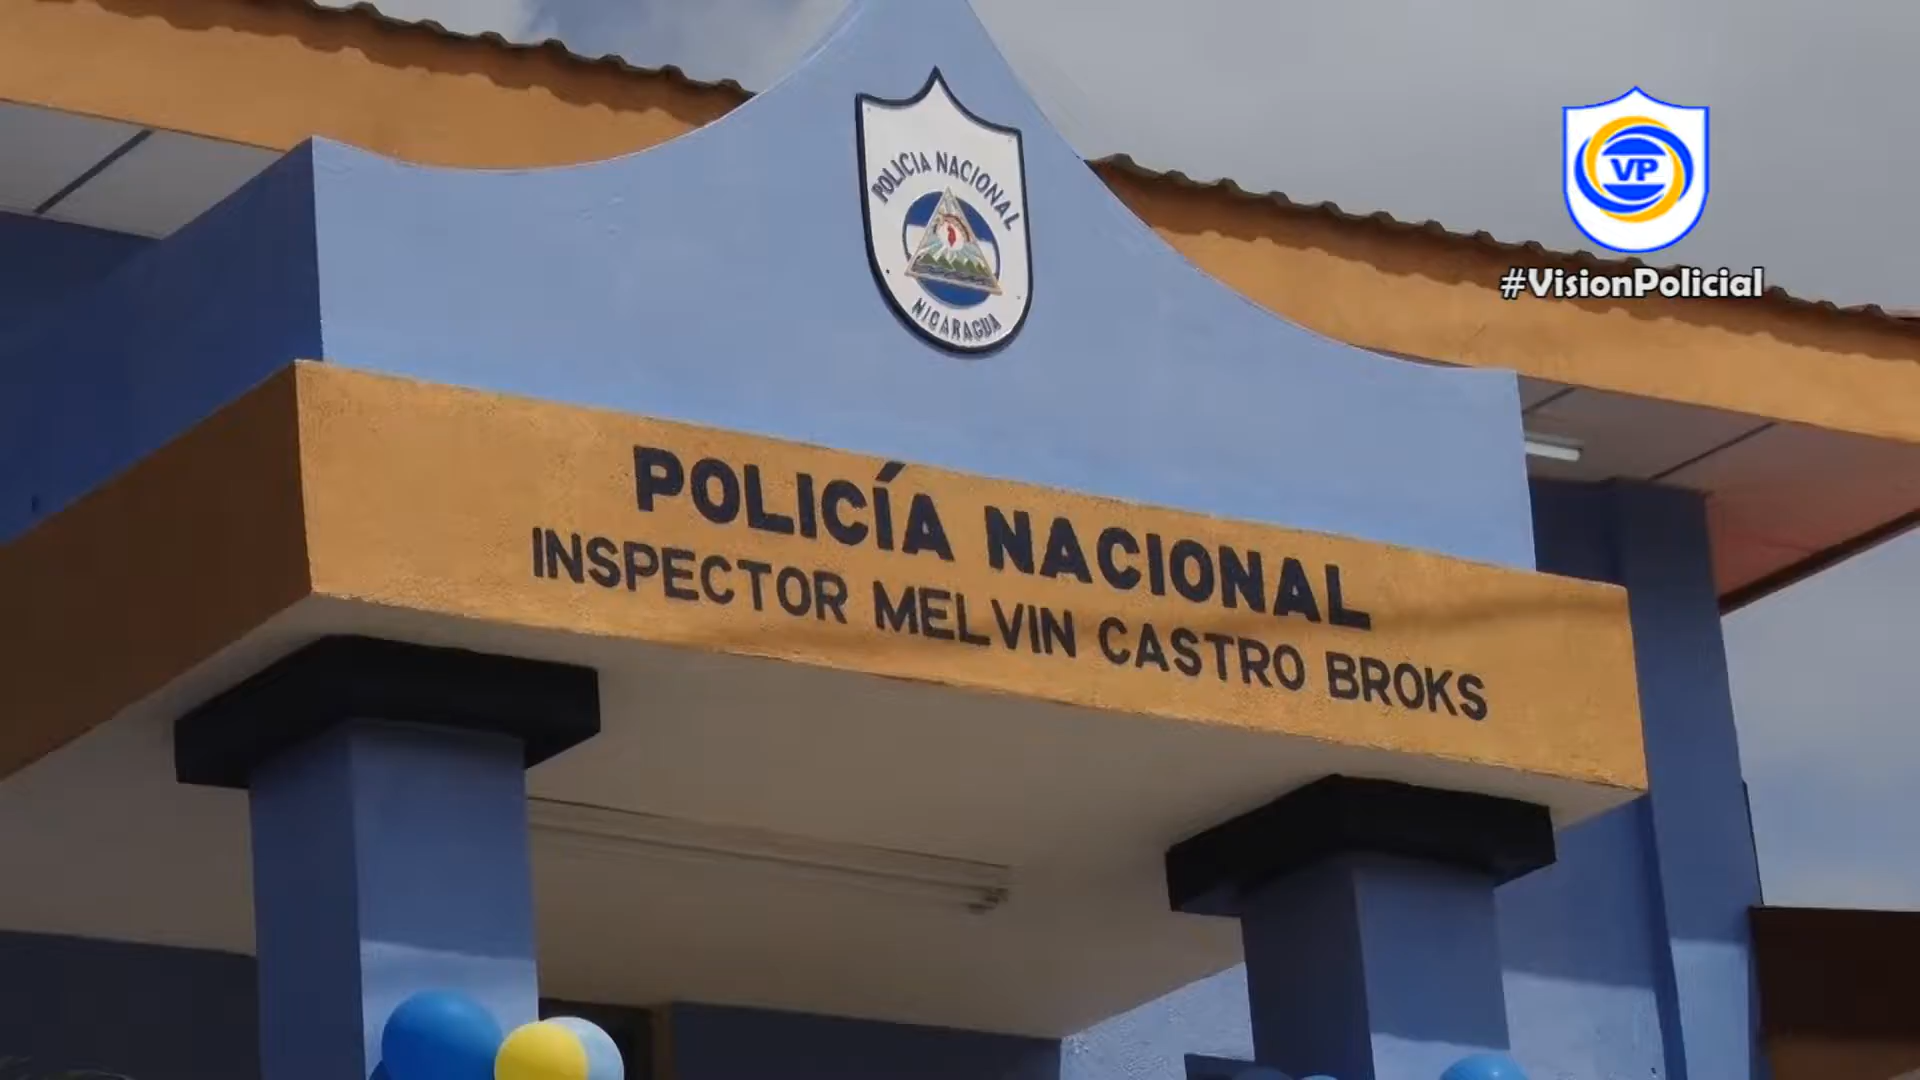 POLICIA NACIONAL
NICARAGUA
VP
#VisionPolicial
POLICÍA NACIONAL
INSPECTOR MELVIN CASTRO BROKS